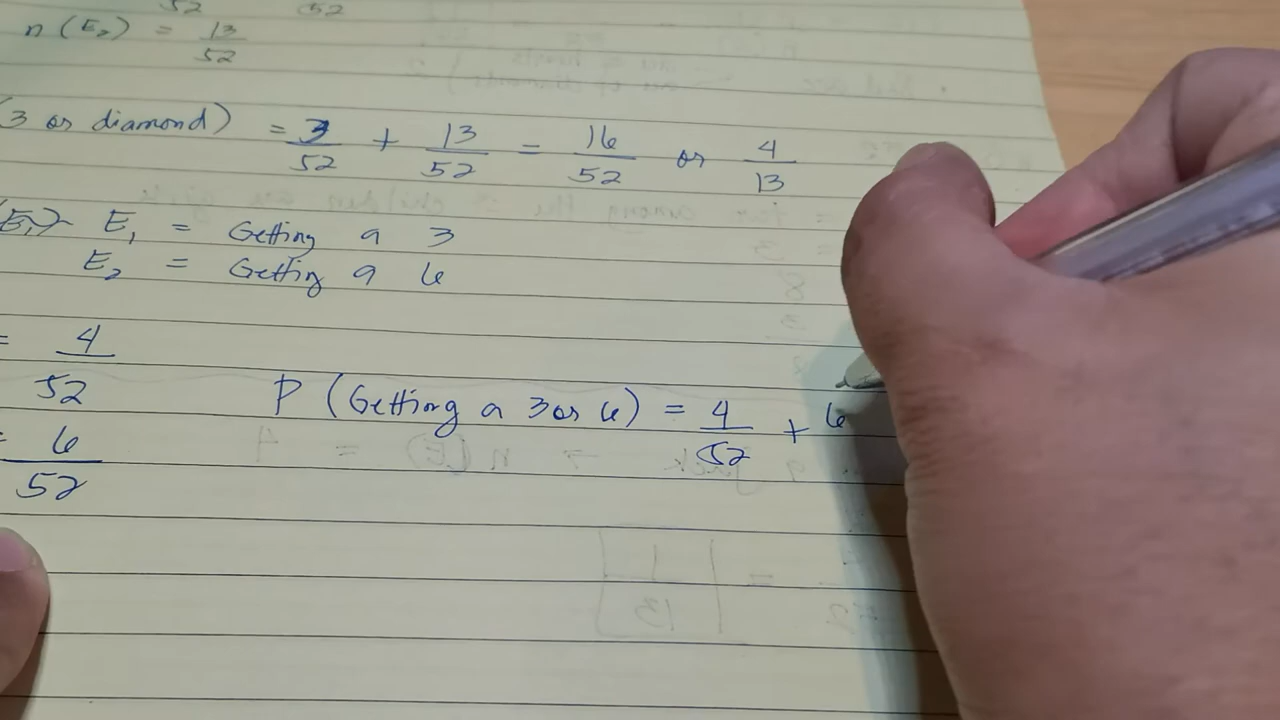 n (E₂) = 13/52
(3 or diamond) = 3/52 + 13/52 = 16/52 or 4/13
E₁ = Getting a 3
E₂ = Getting a 6
= 4/52
P (Getting a 3 or 6) = 4/52 + 6
= 6/52